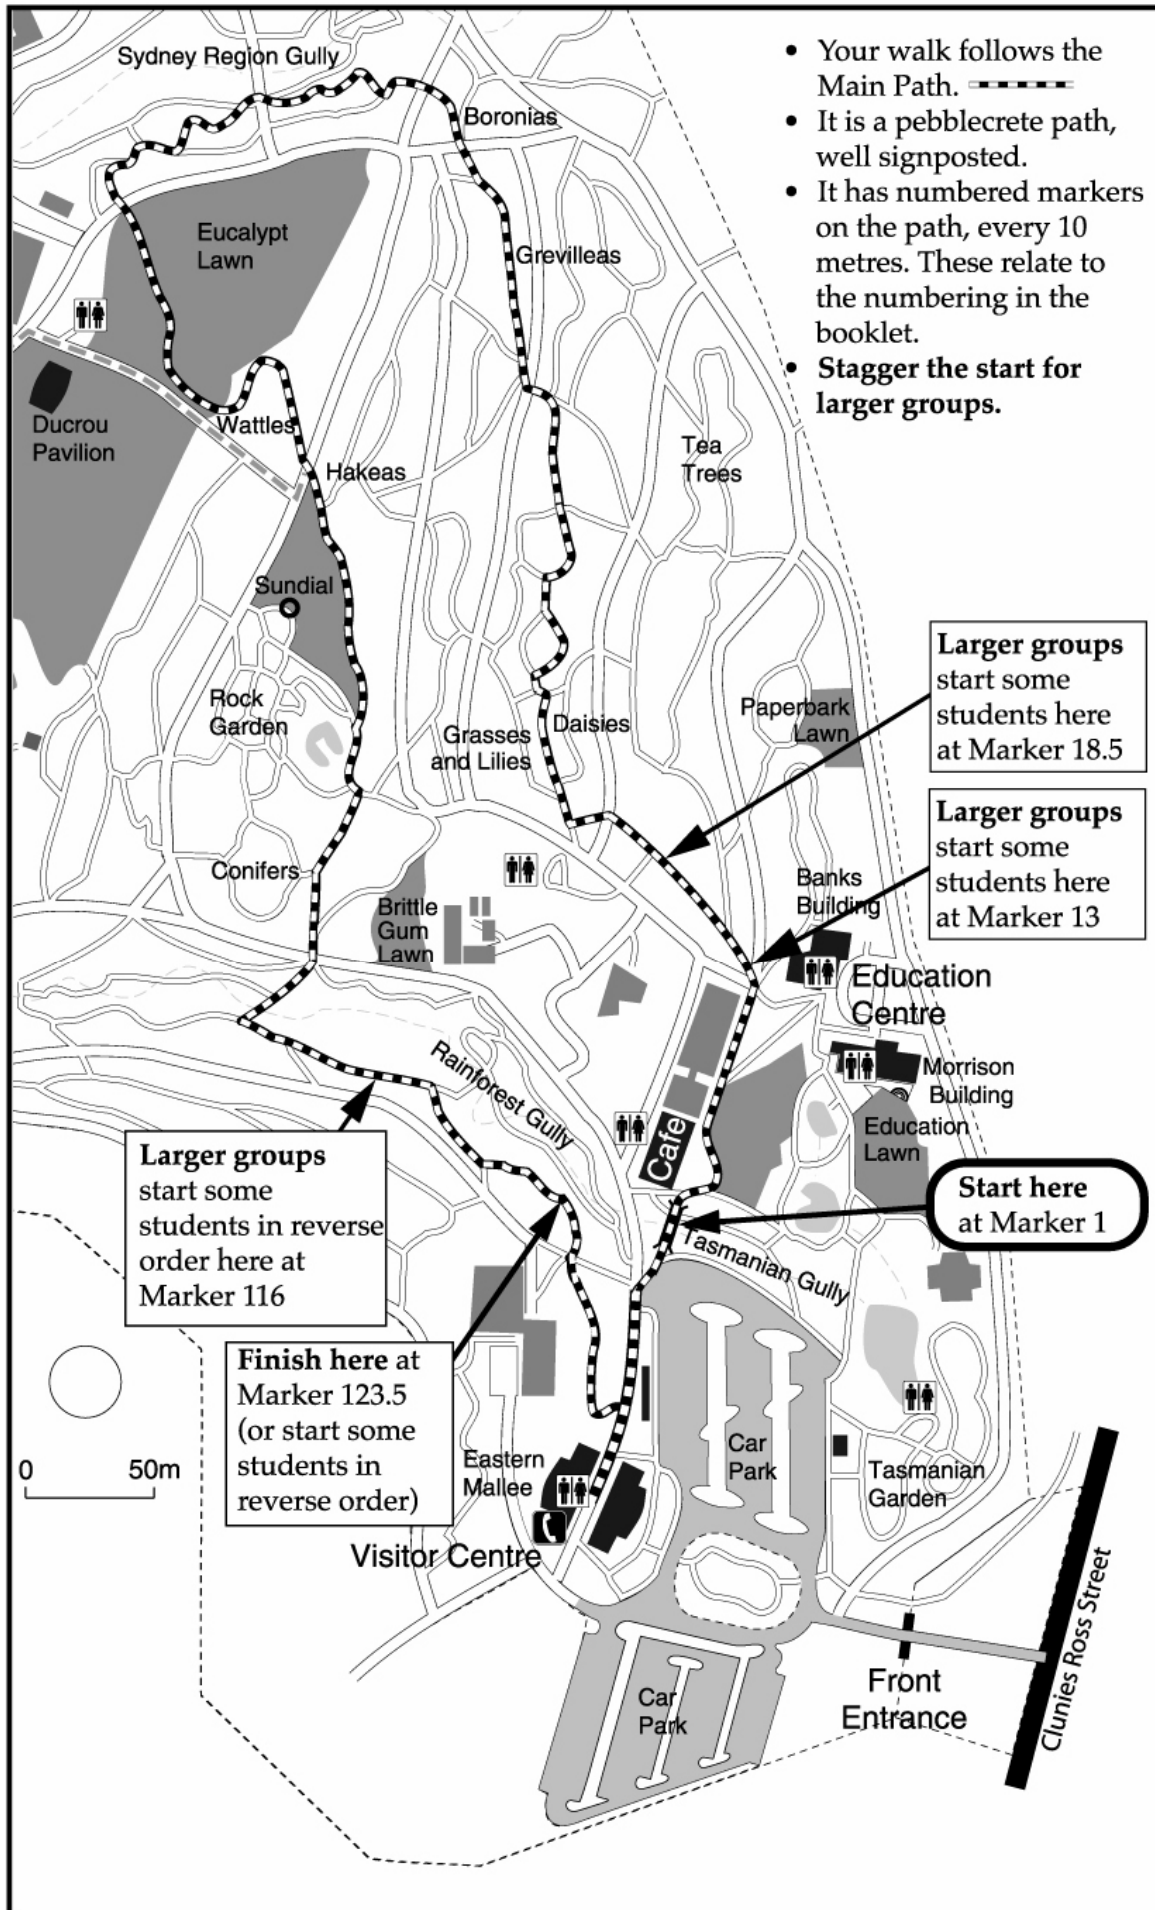 Sydney Region Gully
Boronias
• Your walk follows the
Main Path.
• It is a pebblecrete path,
well signposted.
• It has numbered markers
on the path, every 10
metres. These relate to
the numbering in the
booklet.
• Stagger the start for
larger groups.
Eucalypt
Lawn
Grevilleas
Ducrou
Pavilion
Wattles
Hakeas
Tea
Trees
Sundial
Rock
Garden
Grasses
and Lilies
Daisies
Paperbark
Lawn
Larger groups
start some
students here
at Marker 18.5
Larger groups
start some
students here
at Marker 13
Conifers
Brittle
Gum
Lawn
Banks
Building
Education
Centre
Morrison
Building
Education
Lawn
Rainforest Gully
Cafe
Start here
at Marker 1
Tasmanian Gully
Larger groups
start some
students in reverse
order here at
Marker 116
Finish here at
Marker 123.5
(or start some
students in
reverse order)
0 50m
Eastern
Mallee
Visitor Centre
Car
Park
Tasmanian
Garden
Clunies Ross Street
Front
Entrance
Car
Park